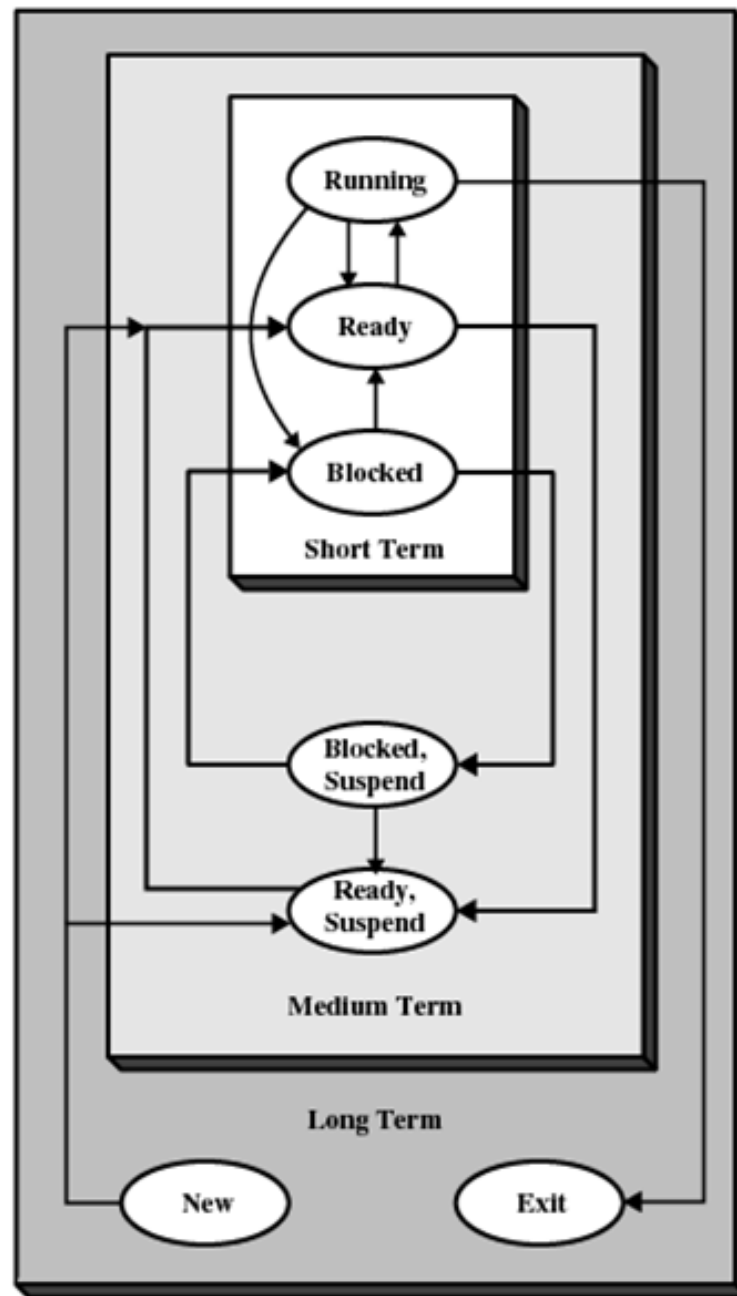 Running
Ready
Blocked
Short Term
Blocked,
Suspend
Ready,
Suspend
Medium Term
Long Term
New
Exit